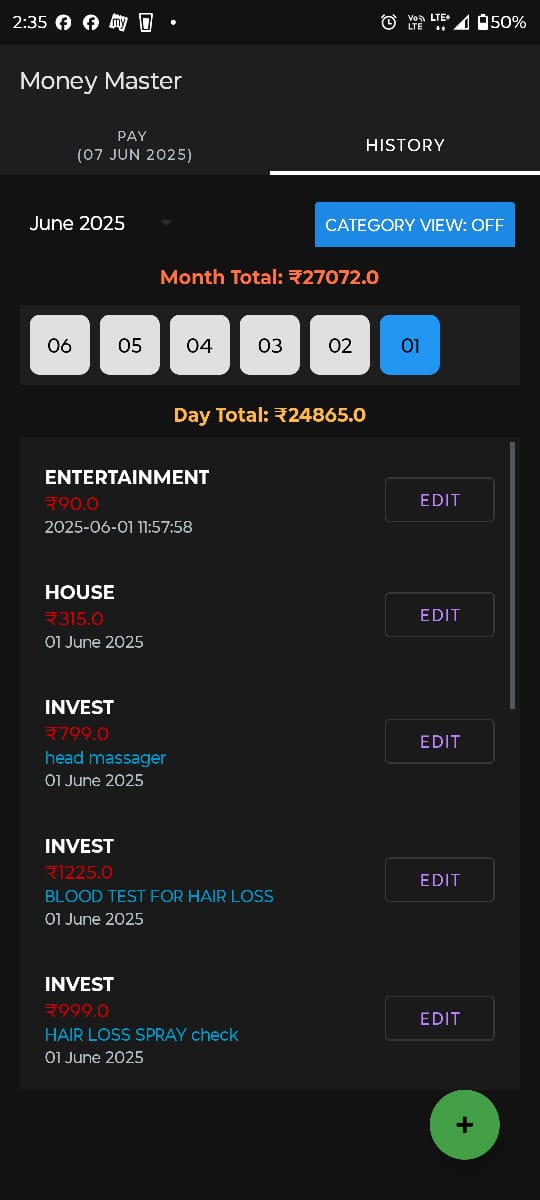 2:35
Vo))
LTE
LTE+
50%
Money Master
PAY
(07 JUN 2025)
HISTORY
June 2025
CATEGORY VIEW: OFF
Month Total: ₹27072.0
06 05 04 03 02 01
Day Total: ₹24865.0
ENTERTAINMENT
₹90.0
2025-06-01 11:57:58
EDIT
HOUSE
₹315.0
01 June 2025
EDIT
INVEST
₹799.0
head massager
01 June 2025
EDIT
INVEST
₹1225.0
BLOOD TEST FOR HAIR LOSS
01 June 2025
EDIT
INVEST
₹999.0
HAIR LOSS SPRAY check
01 June 2025
EDIT
+